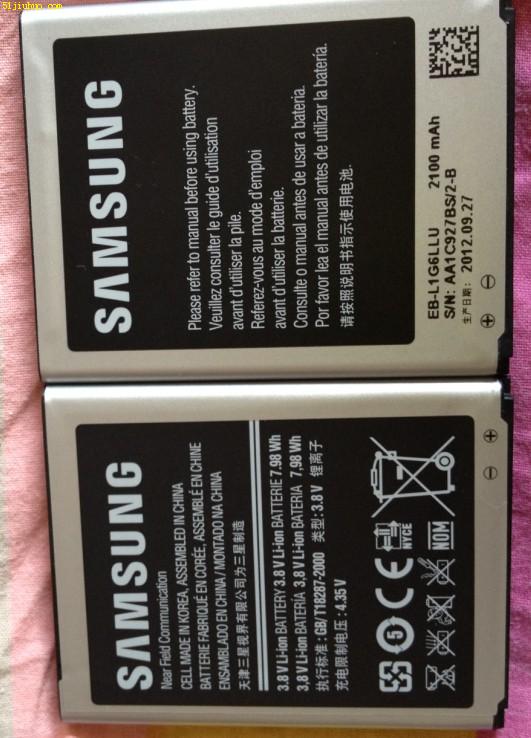 51jiuhuo.com
SAMSUNG
Please refer to manual before using battery.
Veuillez consulter le guide d'utilisation
avant d'utiliser la pile.
Referez-vous au mode d'emploi
avant d'utiliser la batterie.
Consulte o manual antes de usar a bateria.
Por favor lea el manual antes de utilizar la batería.
请按照说明书指示使用电池.
EB-L1G6LLU 2100 mAh
S/N: AA1C927BS/2-B
生产日期: 2012.09.27
SAMSUNG
Near Field Communication
CELL MADE IN KOREA, ASSEMBLED IN CHINA
BATTERIE FABRIQUÉ EN CORÉE, ASSEMBLÉ EN CHINE
ENSAMBLADO EN CHINA / MONTADO NA CHINA
天津三星视界有限公司为三星制造
3.8 V Li-ion BATTERY 3.8 V Li-ion BATTERIE 7.98 Wh
3.8 V Li-ion BATERÍA 3.8 V Li-ion BATERIA 7,98 Wh
执行标准: GB/T18287-2000 类型: 3.8 V 锂离子
充电限制电压: 4.35 V
5 CE NYCE
NOM